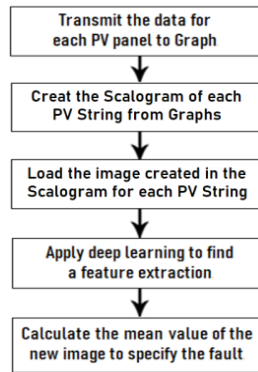 Transmit the data for
each PV panel to Graph
Creat the Scalogram of each
PV String from Graphs
Load the image created in the
Scalogram for each PV String
Apply deep learning to find
a feature extraction
Calculate the mean value of the
new image to specify the fault